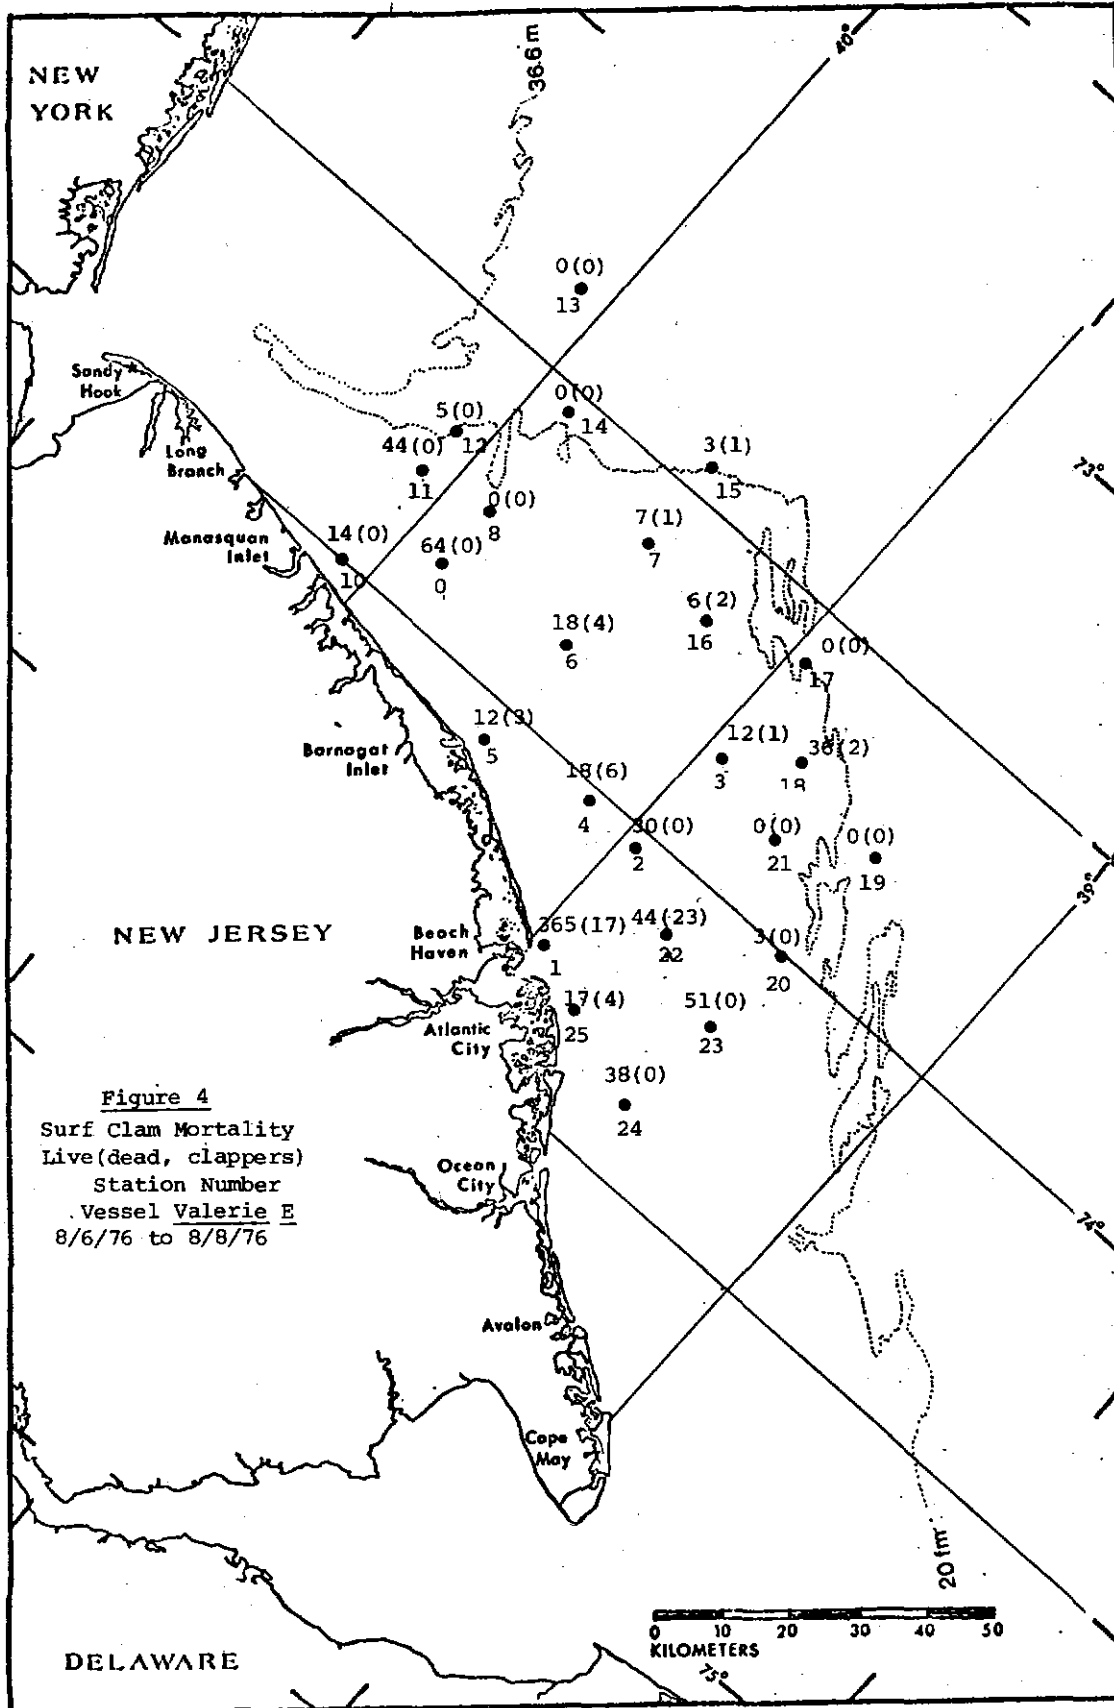 36.6 m
40°
NEW
YORK
0(0)
13
Sandy
Hook
0(0)
14
5(0)
12
44(0)
11
3(1)
15
73°
Long
Branch
0(0)
8
7(1)
7
Manasquan
Inlet
14(0)
10
64(0)
0
6(2)
16
18(4)
6
0(0)
17
12(3)
5
Barnagat
Inlet
12(1)
3
36(2)
18
18(6)
4
30(0)
2
0(0)
21
0(0)
19
39°
NEW JERSEY
Beach
Haven
365(17)
1
44(23)
22
3(0)
20
17(4)
25
51(0)
23
Atlantic
City
38(0)
24
Figure 4
Surf Clam Mortality
Live(dead, clappers)
Station Number
Vessel Valerie E
8/6/76 to 8/8/76
Ocean
City
74°
Avalon
Cape
May
20 fm
0 10 20 30 40 50
KILOMETERS
DELAWARE
75°